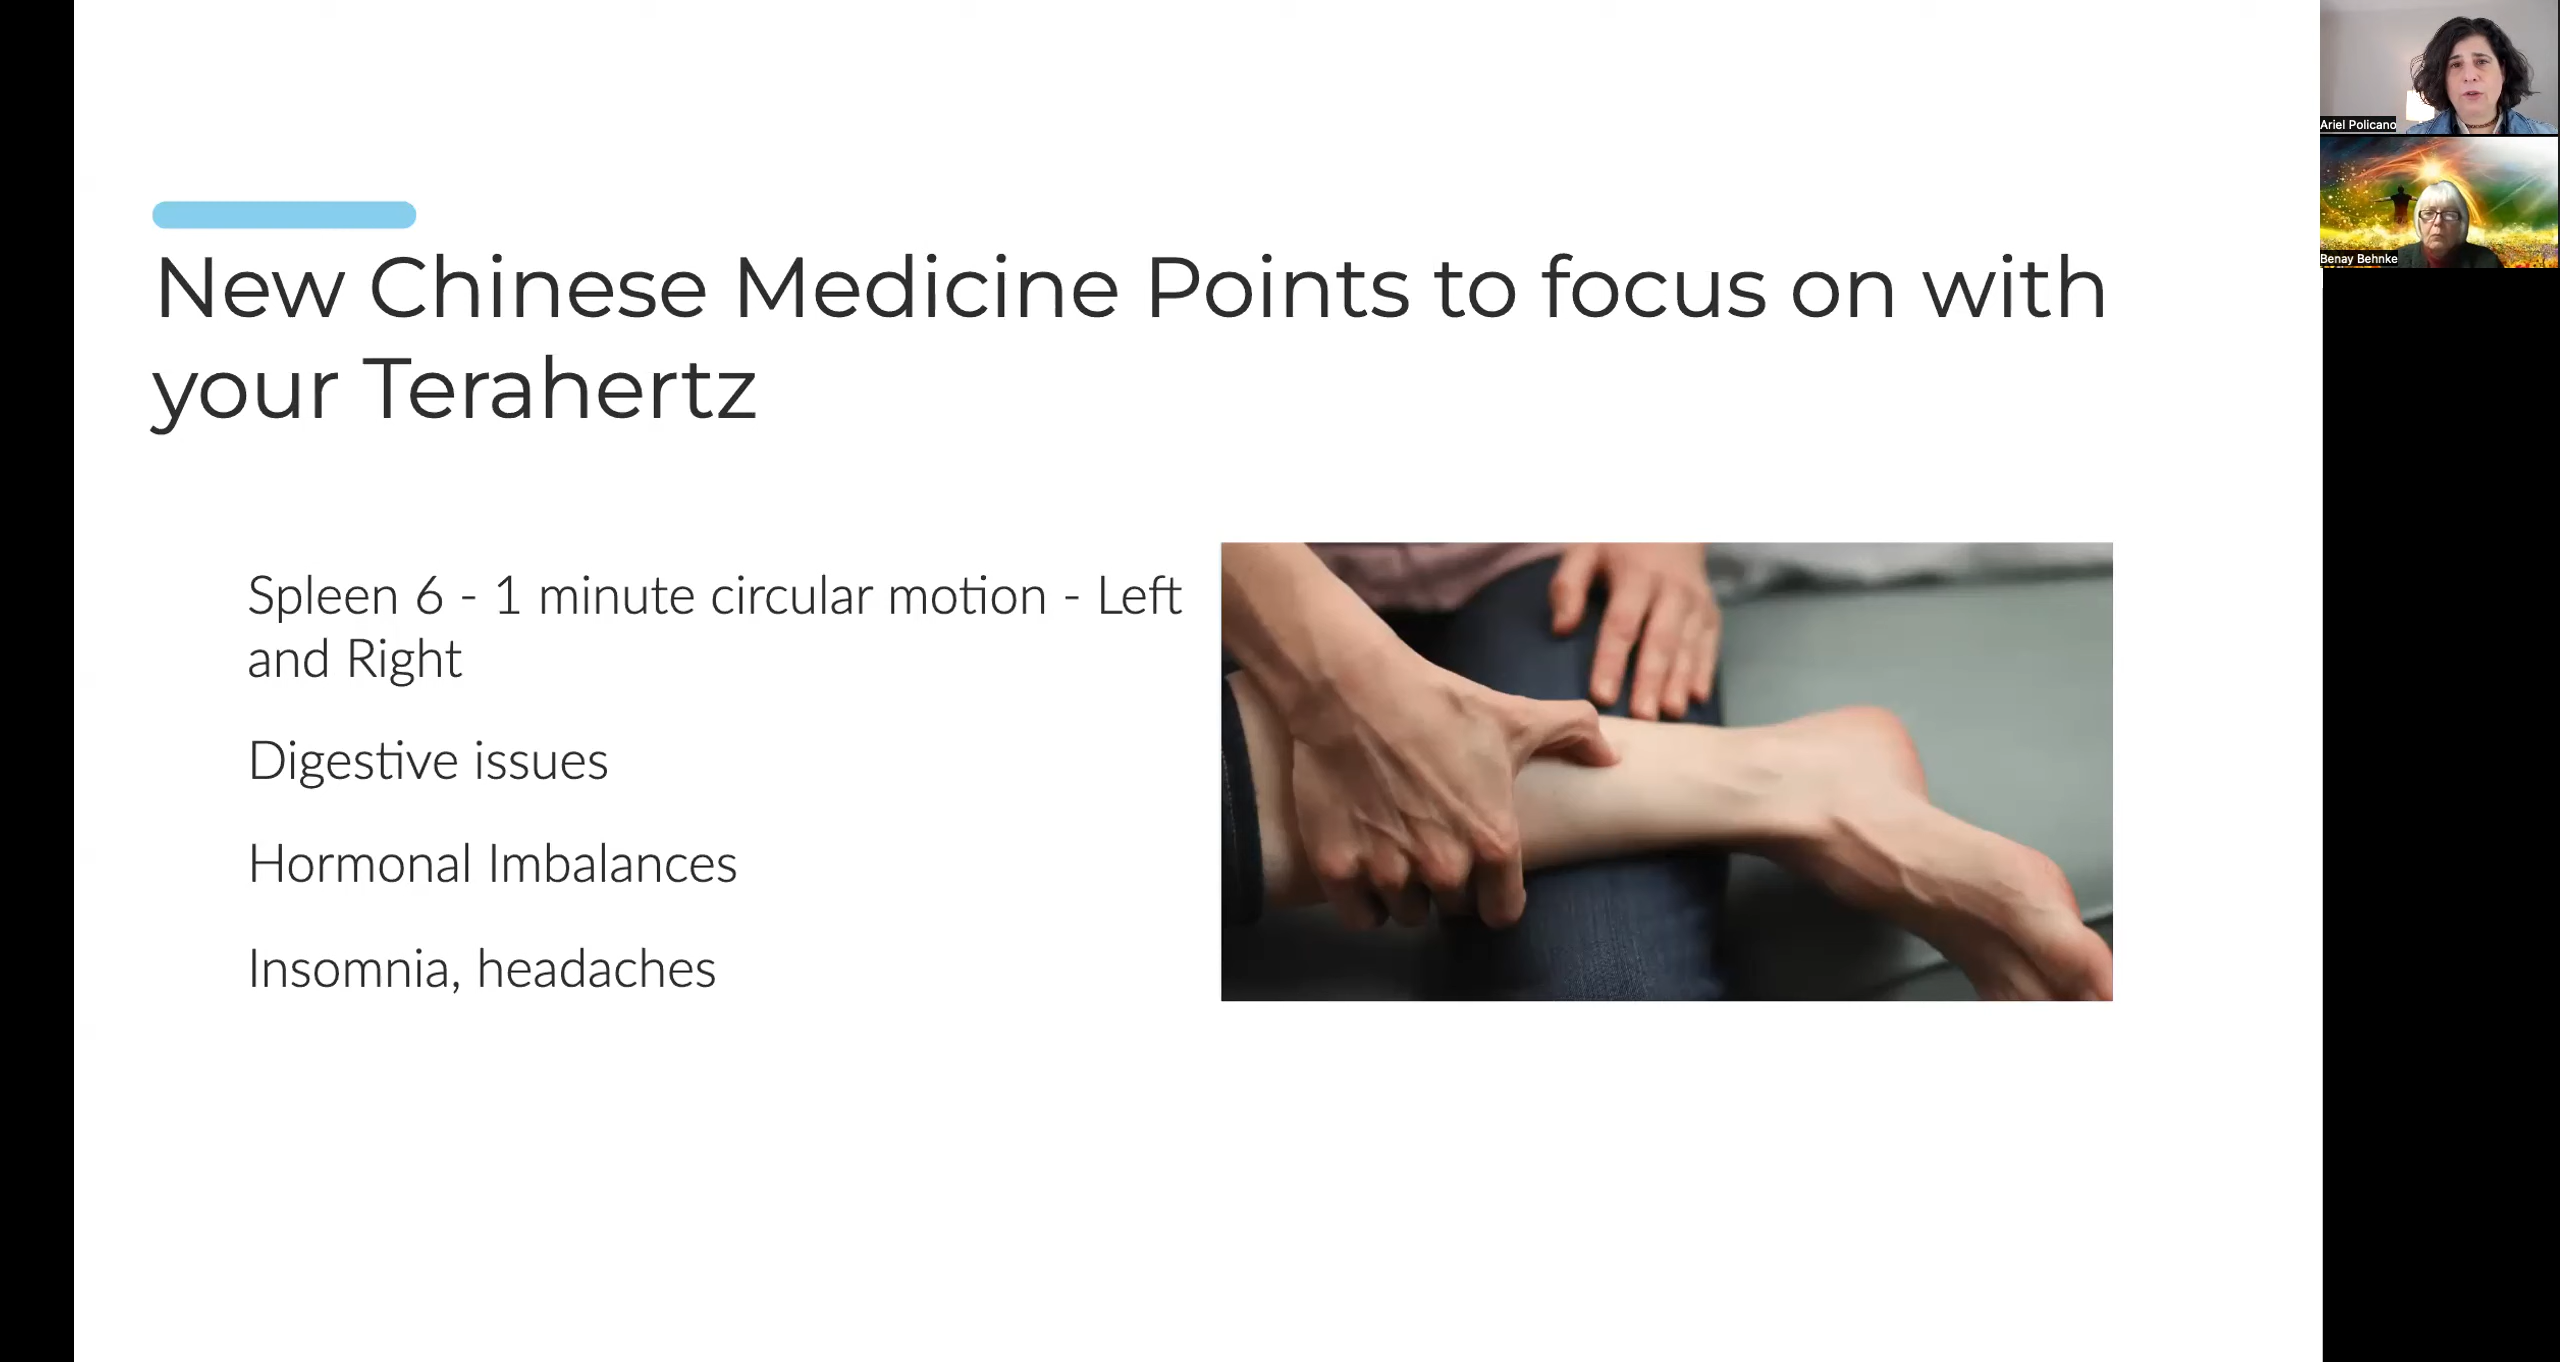 New Chinese Medicine Points to focus on with
your Terahertz
Spleen 6 - 1 minute circular motion - Left
and Right
Digestive issues
Hormonal Imbalances
Insomnia, headaches
Ariel Policano
Benay Behnke